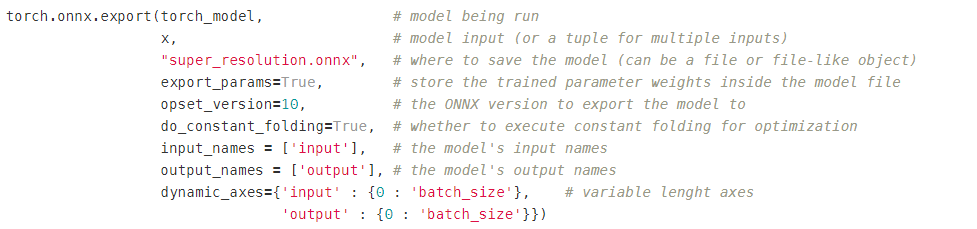 torch.onnx.export(torch_model, # model being run
x, # model input (or a tuple for multiple inputs)
"super_resolution.onnx", # where to save the model (can be a file or file-like object)
export_params=True, # store the trained parameter weights inside the model file
opset_version=10, # the ONNX version to export the model to
do_constant_folding=True, # whether to execute constant folding for optimization
input_names = ['input'], # the model's input names
output_names = ['output'], # the model's output names
dynamic_axes={'input' : {0 : 'batch_size'}, # variable lenght axes
'output' : {0 : 'batch_size'}})